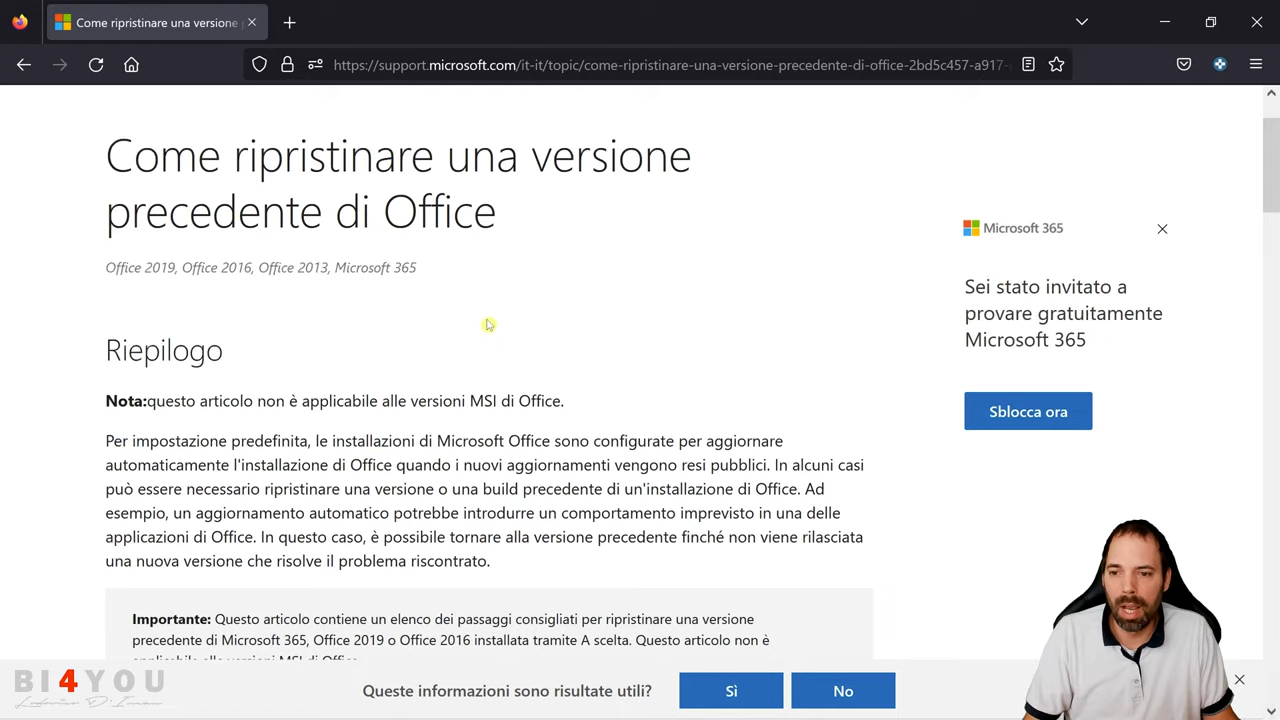 Come ripristinare una versione
https://support.microsoft.com/it-it/topic/come-ripristinare-una-versione-precedente-di-office-2bd5c457-a917-
Come ripristinare una versione
precedente di Office
Office 2019, Office 2016, Office 2013, Microsoft 365
Microsoft 365
Sei stato invitato a
provare gratuitamente
Microsoft 365
Sblocca ora
Riepilogo
Nota:questo articolo non è applicabile alle versioni MSI di Office.
Per impostazione predefinita, le installazioni di Microsoft Office sono configurate per aggiornare
automaticamente l'installazione di Office quando i nuovi aggiornamenti vengono resi pubblici. In alcuni casi
può essere necessario ripristinare una versione o una build precedente di un'installazione di Office. Ad
esempio, un aggiornamento automatico potrebbe introdurre un comportamento imprevisto in una delle
applicazioni di Office. In questo caso, è possibile tornare alla versione precedente finché non viene rilasciata
una nuova versione che risolve il problema riscontrato.
Importante: Questo articolo contiene un elenco dei passaggi consigliati per ripristinare una versione
precedente di Microsoft 365, Office 2019 o Office 2016 installata tramite A scelta. Questo articolo non è
applicabile alle versioni MSI di Office.
BI4YOU
Queste informazioni sono risultate utili?
Sì
No